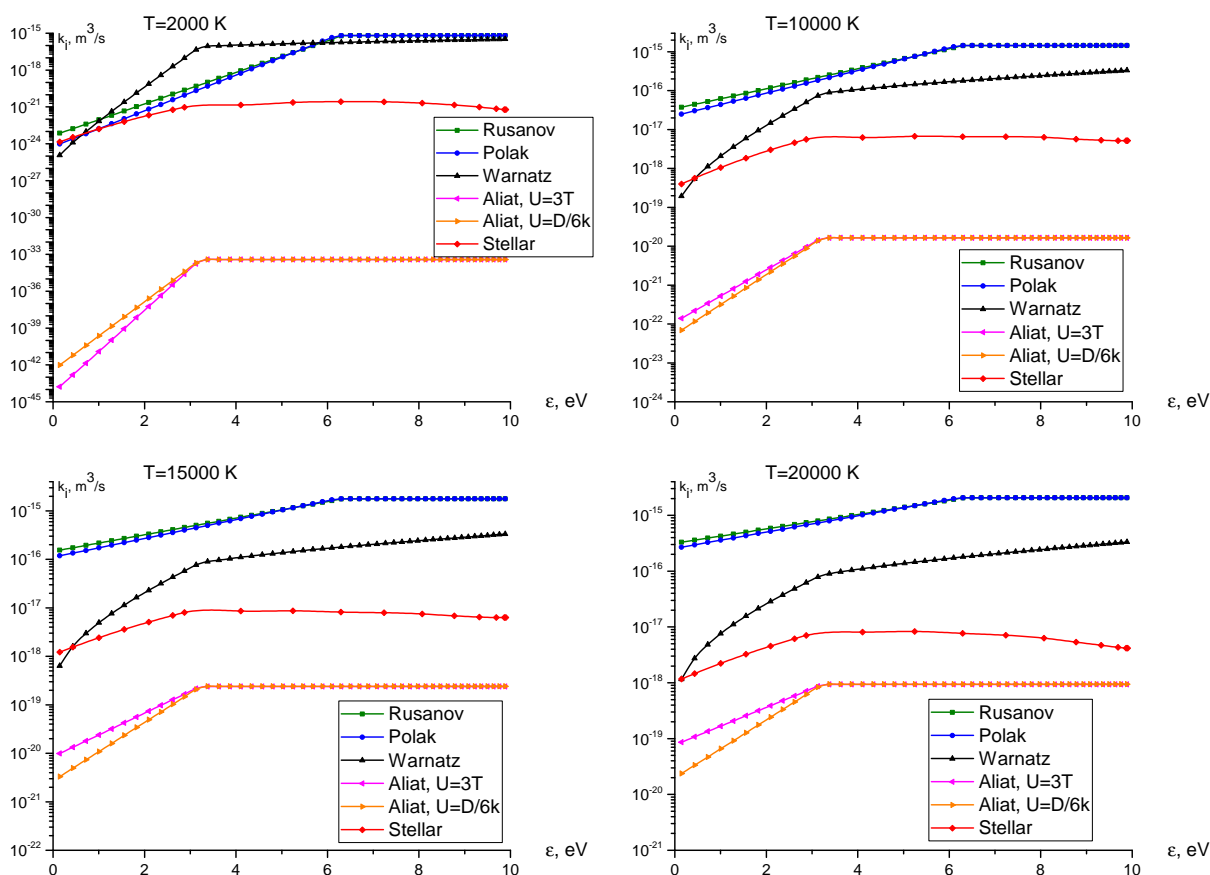 T=2000 K
k_i, m^3/s
10^-15
10^-18
10^-21
10^-24
10^-27
10^-30
10^-33
10^-36
10^-39
10^-42
10^-45
0 2 4 6 8 10
ε, eV
Rusanov
Polak
Warnatz
Aliat, U=3T
Aliat, U=D/6k
Stellar
T=10000 K
k_i, m^3/s
10^-15
10^-16
10^-17
10^-18
10^-19
10^-20
10^-21
10^-22
10^-23
10^-24
0 2 4 6 8 10
ε, eV
Rusanov
Polak
Warnatz
Aliat, U=3T
Aliat, U=D/6k
Stellar
T=15000 K
k_i, m^3/s
10^-15
10^-16
10^-17
10^-18
10^-19
10^-20
10^-21
10^-22
0 2 4 6 8 10
ε, eV
Rusanov
Polak
Warnatz
Aliat, U=3T
Aliat, U=D/6k
Stellar
T=20000 K
k_i, m^3/s
10^-15
10^-16
10^-17
10^-18
10^-19
10^-20
10^-21
0 2 4 6 8 10
ε, eV
Rusanov
Polak
Warnatz
Aliat, U=3T
Aliat, U=D/6k
Stellar